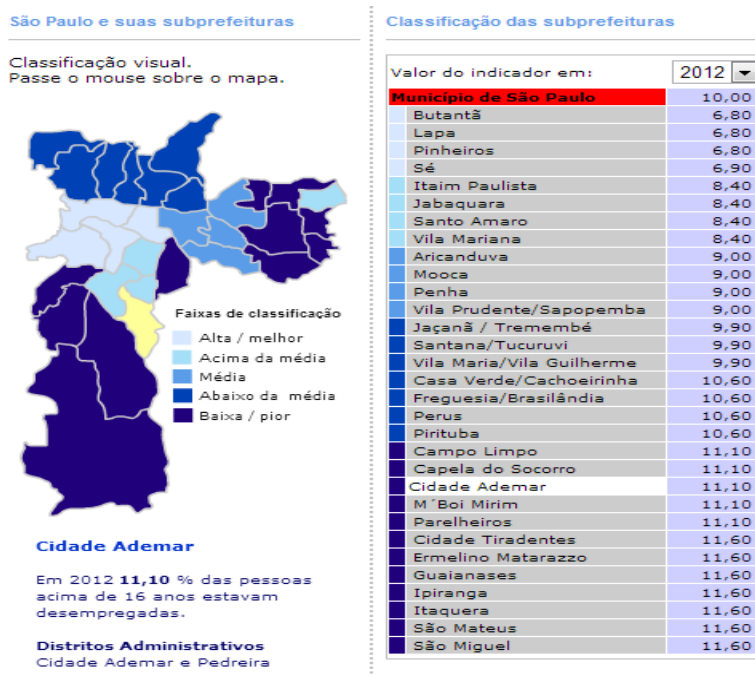 São Paulo e suas subprefeituras
Classificação visual.
Passe o mouse sobre o mapa.
Faixas de classificação
Alta / melhor
Acima da média
Média
Abaixo da média
Baixa / pior
Cidade Ademar
Em 2012 11,10 % das pessoas
acima de 16 anos estavam
desempregadas.
Distritos Administrativos
Cidade Ademar e Pedreira
Classificação das subprefeituras
Valor do indicador em: 2012
Município de São Paulo 10,00
Butantã 6,80
Lapa 6,80
Pinheiros 6,80
Sé 6,90
Itaim Paulista 8,40
Jabaquara 8,40
Santo Amaro 8,40
Vila Mariana 8,40
Aricanduva 9,00
Mooca 9,00
Penha 9,00
Vila Prudente/Sapopemba 9,00
Jaçanã / Tremembé 9,90
Santana/Tucuruvi 9,90
Vila Maria/Vila Guilherme 9,90
Casa Verde/Cachoeirinha 10,60
Freguesia/Brasilândia 10,60
Perus 10,60
Pirituba 10,60
Campo Limpo 11,10
Capela do Socorro 11,10
Cidade Ademar 11,10
M´Boi Mirim 11,10
Parelheiros 11,10
Cidade Tiradentes 11,60
Ermelino Matarazzo 11,60
Guaianases 11,60
Ipiranga 11,60
Itaquera 11,60
São Mateus 11,60
São Miguel 11,60